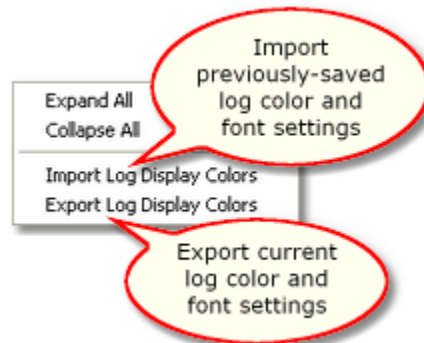 Import
previously-saved
log color and
font settings
Expand All
Collapse All
Import Log Display Colors
Export Log Display Colors
Export current
log color and
font settings